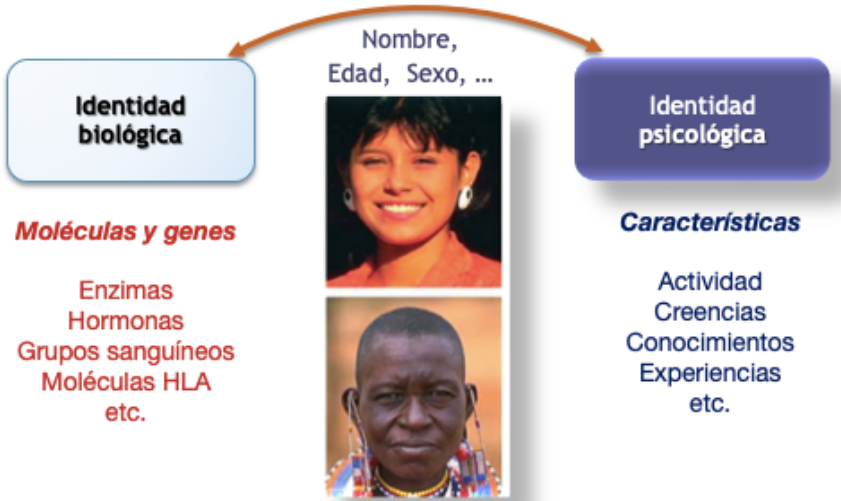 Nombre,
Edad, Sexo, ...
Identidad
biológica
Identidad
psicológica
Moléculas y genes
Enzimas
Hormonas
Grupos sanguíneos
Moléculas HLA
etc.
Características
Actividad
Creencias
Conocimientos
Experiencias
etc.